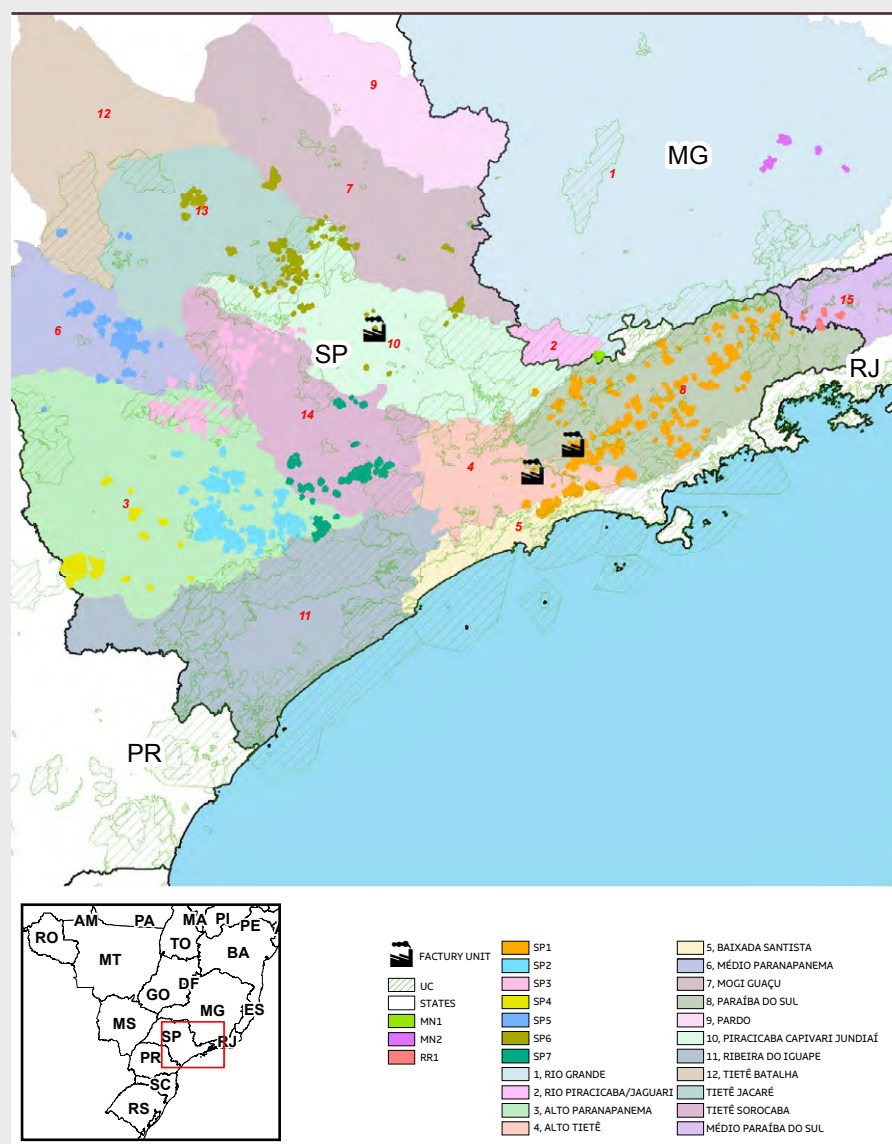 9
12
MG
1
7
13
15
6
2
SP
10
RJ
8
14
4
3
5
11
PR
AM
PA
MA
PI
PE
RO
TO
BA
MT
DF
GO
MG
ES
MS
SP
RJ
PR
SC
RS
FACTURY UNIT
UC
STATES
MN1
MN2
RR1
SP1
SP2
SP3
SP4
SP5
SP6
SP7
1, RIO GRANDE
2, RIO PIRACICABA/JAGUARI
3, ALTO PARANAPANEMA
4, ALTO TIETÊ
5, BAIXADA SANTISTA
6, MÉDIO PARANAPANEMA
7, MOGI GUAÇU
8, PARAÍBA DO SUL
9, PARDO
10, PIRACICABA CAPIVARI JUNDIAÍ
11, RIBEIRA DO IGUAPE
12, TIETÊ BATALHA
TIETÊ JACARÉ
TIETÊ SOROCABA
MÉDIO PARAÍBA DO SUL